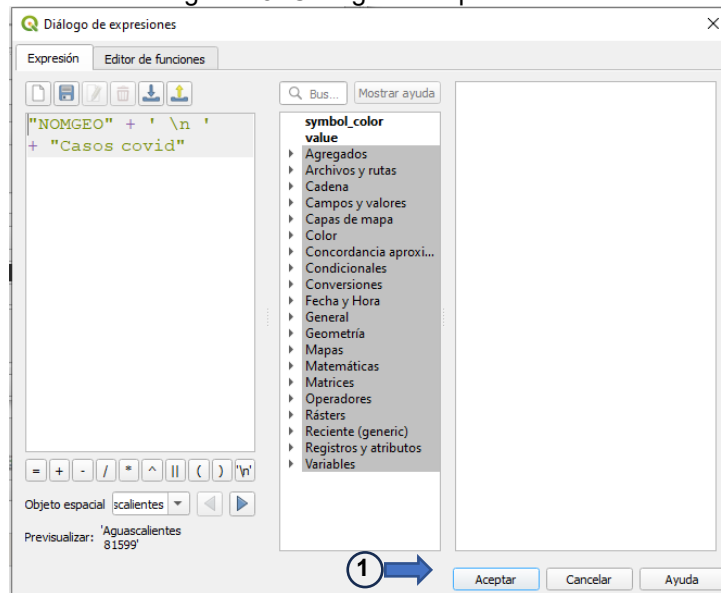 Diálogo de expresiones
Expresión Editor de funciones
Bus... Mostrar ayuda
"NOMGEO" + ' \n '
+ "Casos covid"
symbol_color
value
Agregados
Archivos y rutas
Cadena
Campos y valores
Capas de mapa
Color
Concordancia aproxi...
Condicionales
Conversiones
Fecha y Hora
General
Geometría
Mapas
Matemáticas
Matrices
Operadores
Rásters
Reciente (generic)
Registros y atributos
Variables
= + - / * ^ || ( ) '\n'
Objeto espacial scalientes
Previsualizar: 'Aguascalientes
81599'
1
Aceptar Cancelar Ayuda